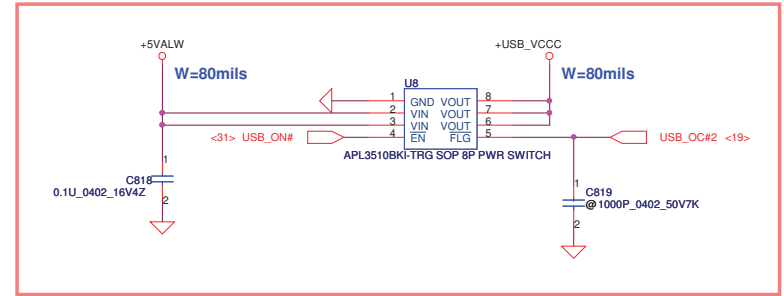 +5VALW
+USB_VCCC
W=80mils
W=80mils
U8
1 GND VOUT 8
2 VIN VOUT 7
3 VIN VOUT 6
<31> USB_ON# 4 EN FLG 5 USB_OC#2 <19>
APL3510BKI-TRG SOP 8P PWR SWITCH
1
C818
0.1U_0402_16V4Z
2
1
C819
@1000P_0402_50V7K
2